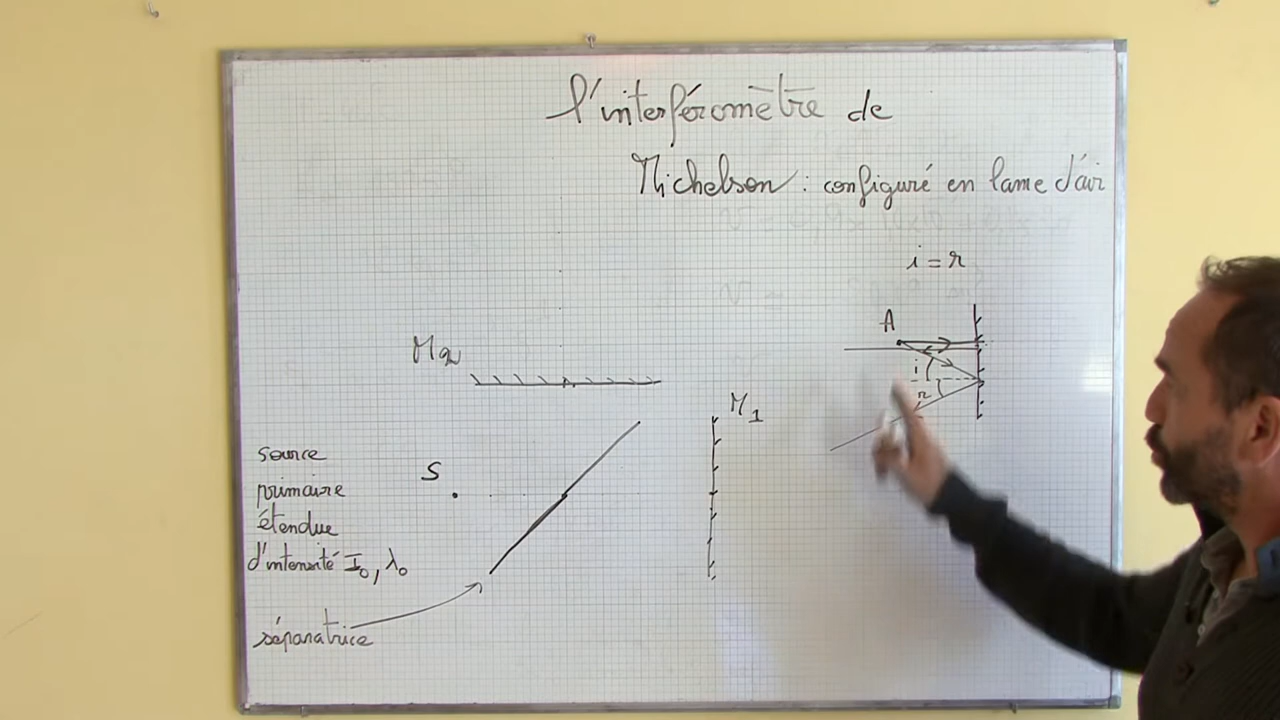 l'interféromètre de
Michelson : configuré en lame d'air
i = r
A
i
r
M2
M1
S
source
primaire
étendue
d'intensité I0, λ0
séparatrice